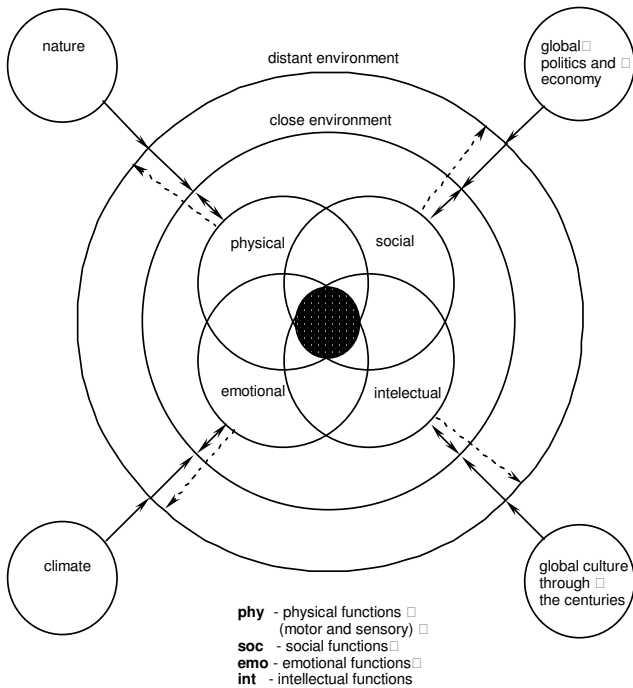 nature
distant environment
global
politics and
economy
close environment
physical
social
emotional
intelectual
climate
global culture
through
the centuries
phy - physical functions
(motor and sensory)
soc - social functions
emo - emotional functions
int - intellectual functions